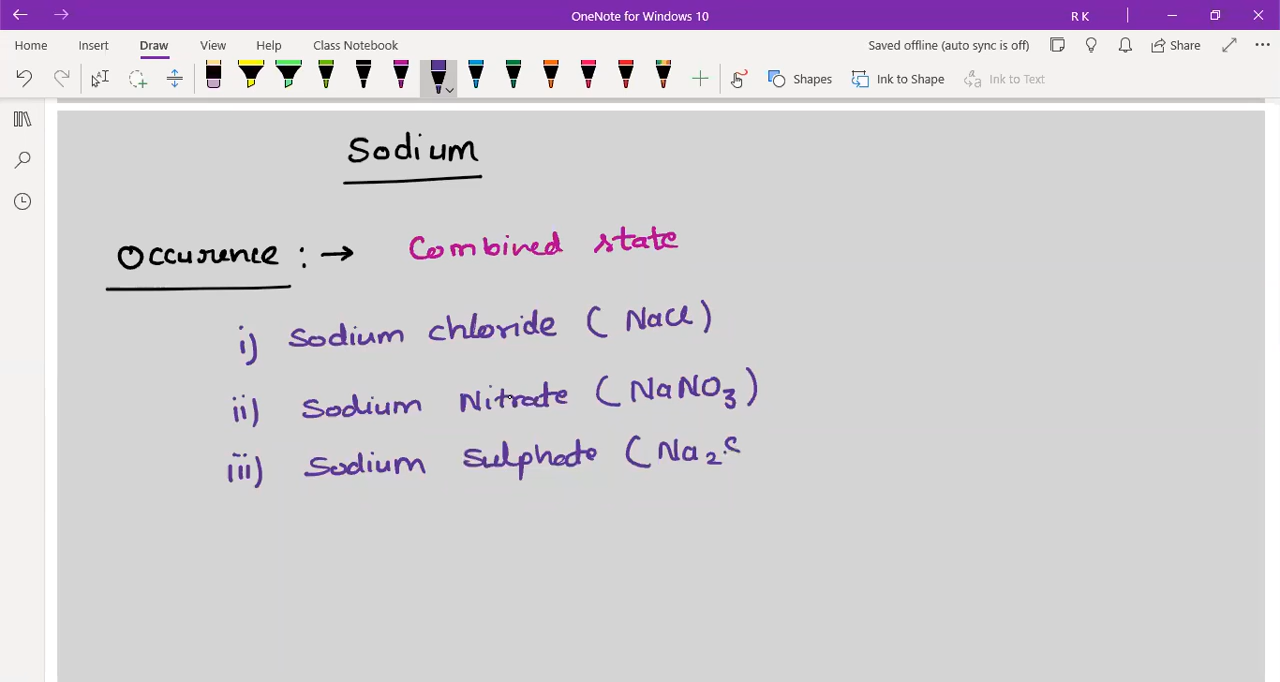 OneNote for Windows 10
R K
Home Insert Draw View Help Class Notebook
Saved offline (auto sync is off) Share
Shapes Ink to Shape Ink to Text
Sodium
Occurence : → Combined state
i) Sodium chloride ( NaCl )
ii) Sodium Nitrate ( NaNO₃ )
iii) Sodium Sulphate ( Na₂S